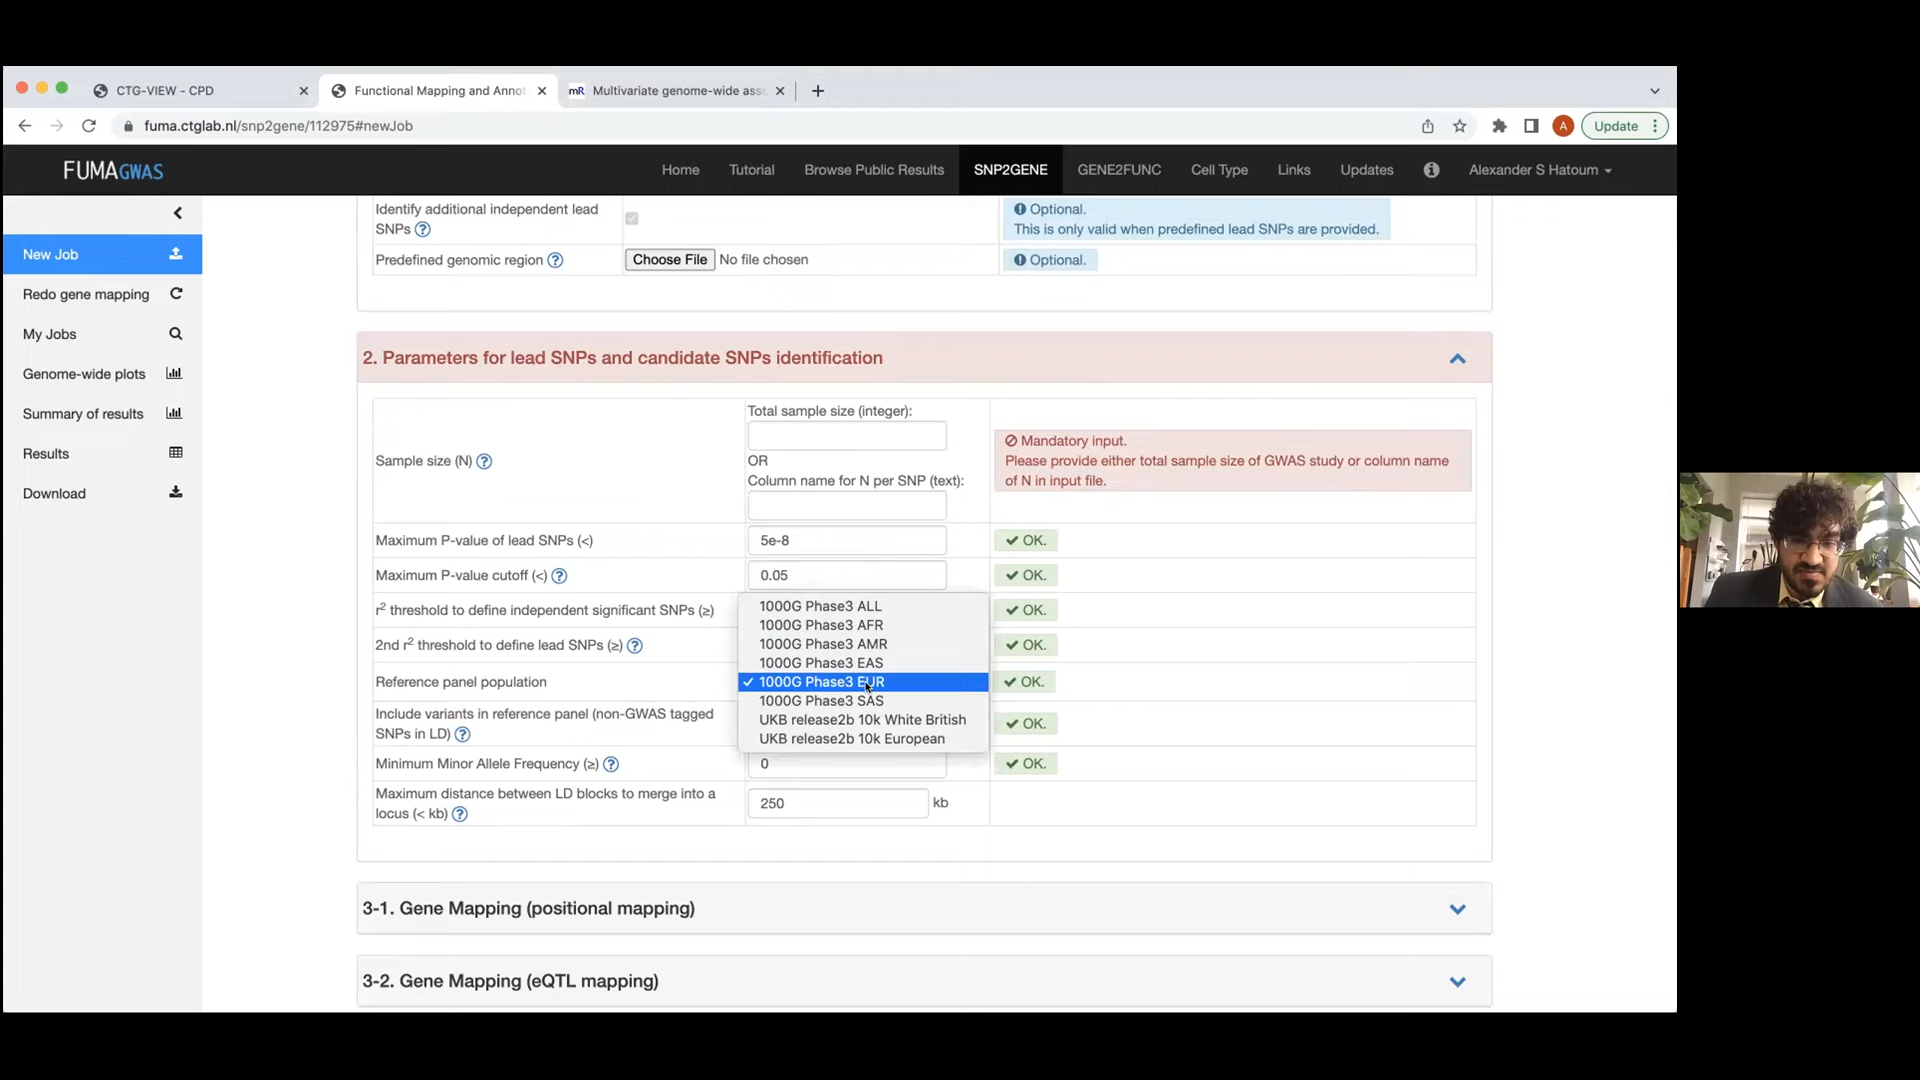 CTG-VIEW - CPD
Functional Mapping and Annot
mR Multivariate genome-wide asso
fuma.ctglab.nl/snp2gene/112975#newJob
A
Update
FUMAGWAS
Home
Tutorial
Browse Public Results
SNP2GENE
GENE2FUNC
Cell Type
Links
Updates
Alexander S Hatoum
New Job
Redo gene mapping
My Jobs
Genome-wide plots
Summary of results
Results
Download
Identify additional independent lead
SNPs
Optional.
This is only valid when predefined lead SNPs are provided.
Predefined genomic region
Choose File No file chosen
Optional.
2. Parameters for lead SNPs and candidate SNPs identification
Sample size (N)
Total sample size (integer):
OR
Column name for N per SNP (text):
Mandatory input.
Please provide either total sample size of GWAS study or column name
of N in input file.
Maximum P-value of lead SNPs (<)
5e-8
OK.
Maximum P-value cutoff (<)
0.05
OK.
r2 threshold to define independent significant SNPs (≥)
OK.
2nd r2 threshold to define lead SNPs (≥)
OK.
Reference panel population
1000G Phase3 ALL
1000G Phase3 AFR
1000G Phase3 AMR
1000G Phase3 EAS
1000G Phase3 EUR
1000G Phase3 SAS
UKB release2b 10k White British
UKB release2b 10k European
OK.
Include variants in reference panel (non-GWAS tagged
SNPs in LD)
OK.
Minimum Minor Allele Frequency (≥)
0
OK.
Maximum distance between LD blocks to merge into a
locus (< kb)
250
kb
3-1. Gene Mapping (positional mapping)
3-2. Gene Mapping (eQTL mapping)